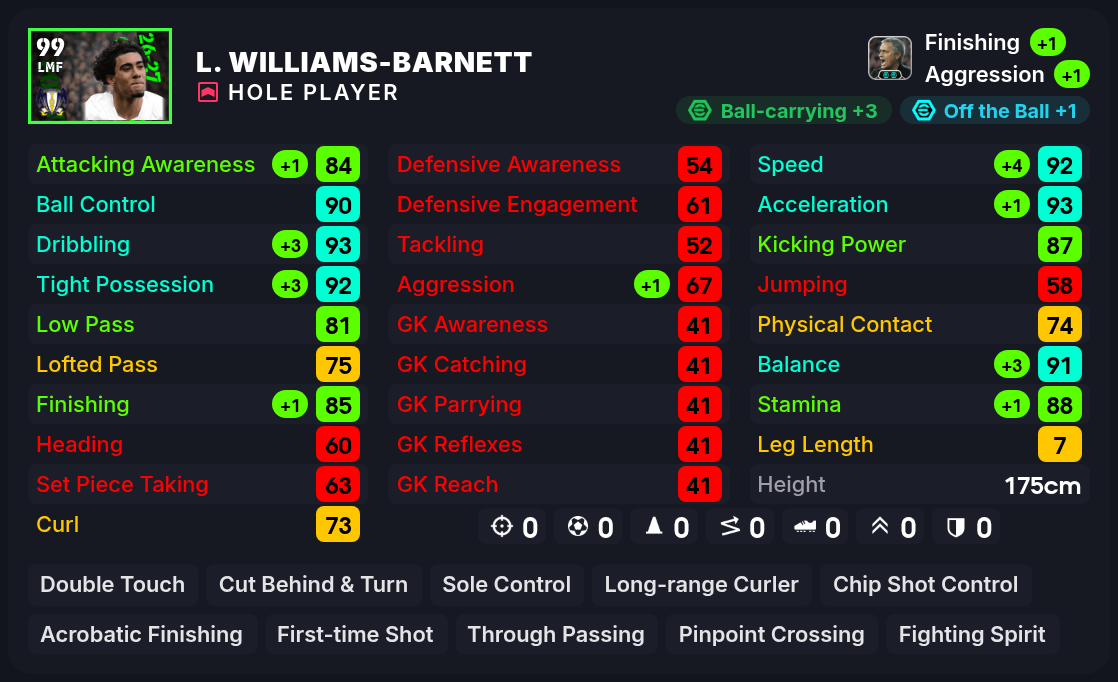 99
LMF
26-27
L. WILLIAMS-BARNETT
HOLE PLAYER
Finishing +1
Aggression +1
Ball-carrying +3
Off the Ball +1
Attacking Awareness +1 84
Ball Control 90
Dribbling +3 93
Tight Possession +3 92
Low Pass 81
Lofted Pass 75
Finishing +1 85
Heading 60
Set Piece Taking 63
Curl 73
Defensive Awareness 54
Defensive Engagement 61
Tackling 52
Aggression +1 67
GK Awareness 41
GK Catching 41
GK Parrying 41
GK Reflexes 41
GK Reach 41
Speed +4 92
Acceleration +1 93
Kicking Power 87
Jumping 58
Physical Contact 74
Balance +3 91
Stamina +1 88
Leg Length 7
Height 175cm
0 0 0 0 0 0 0
Double Touch
Cut Behind & Turn
Sole Control
Long-range Curler
Chip Shot Control
Acrobatic Finishing
First-time Shot
Through Passing
Pinpoint Crossing
Fighting Spirit